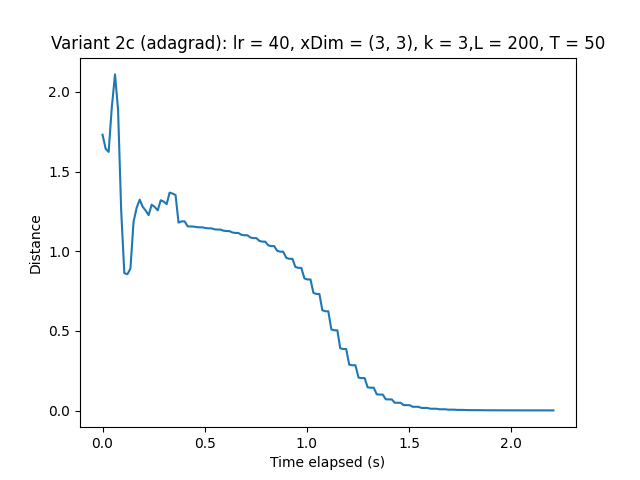 Variant 2c (adagrad): lr = 40, xDim = (3, 3), k = 3,L = 200, T = 50
2.0
1.5
1.0
0.5
0.0
Distance
0.0 0.5 1.0 1.5 2.0
Time elapsed (s)